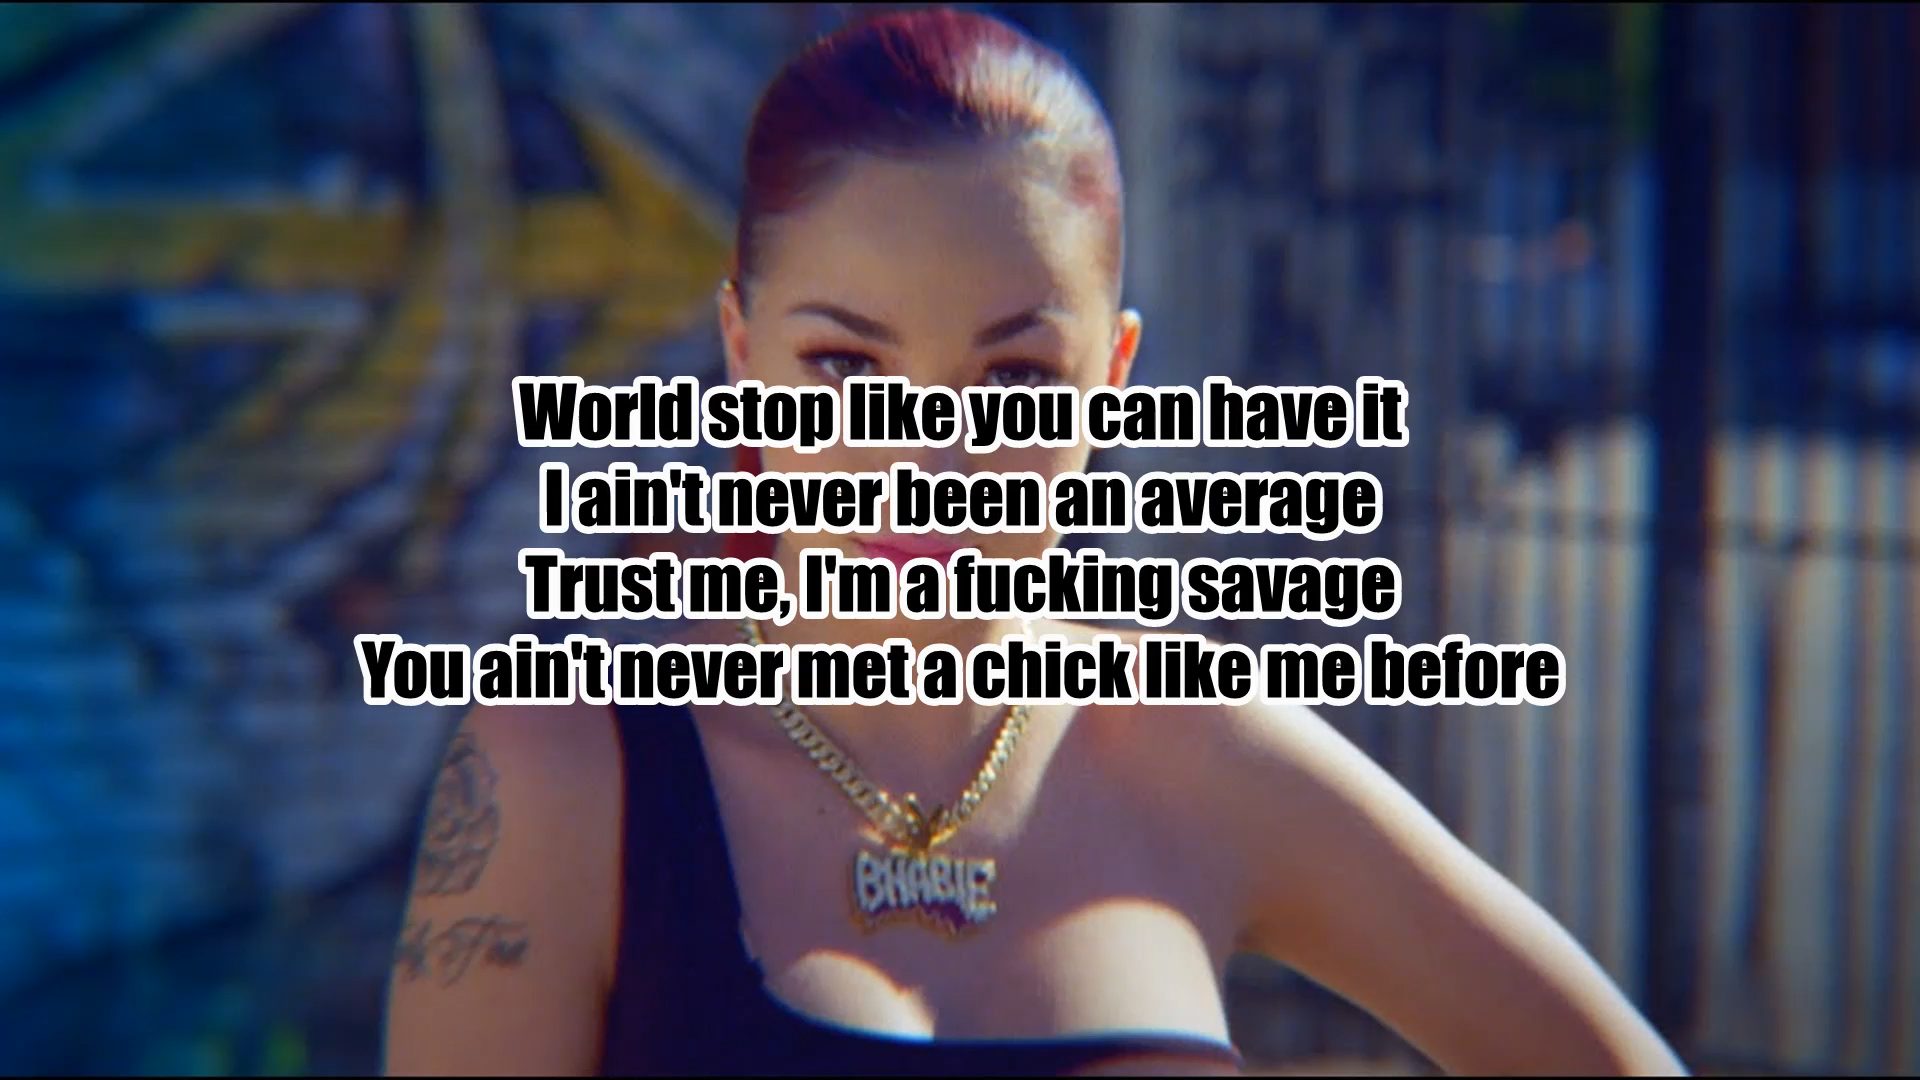 World stop like you can have it
I ain't never been an average
Trust me, I'm a fucking savage
You ain't never met a chick like me before
BHABIE